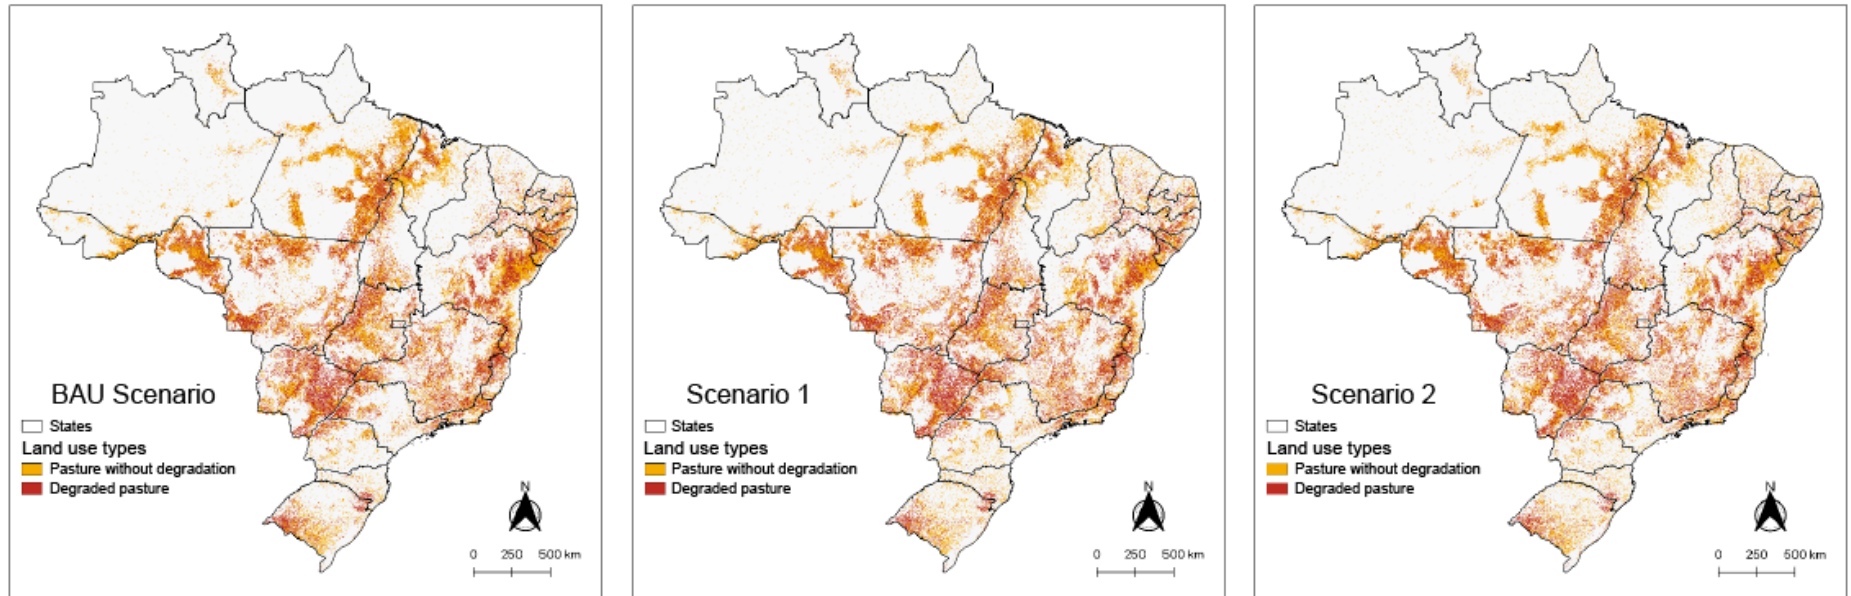 BAU Scenario
States
Land use types
Pasture without degradation
Degraded pasture
N
0 250 500 km
Scenario 1
States
Land use types
Pasture without degradation
Degraded pasture
N
0 250 500 km
Scenario 2
States
Land use types
Pasture without degradation
Degraded pasture
N
0 250 500 km